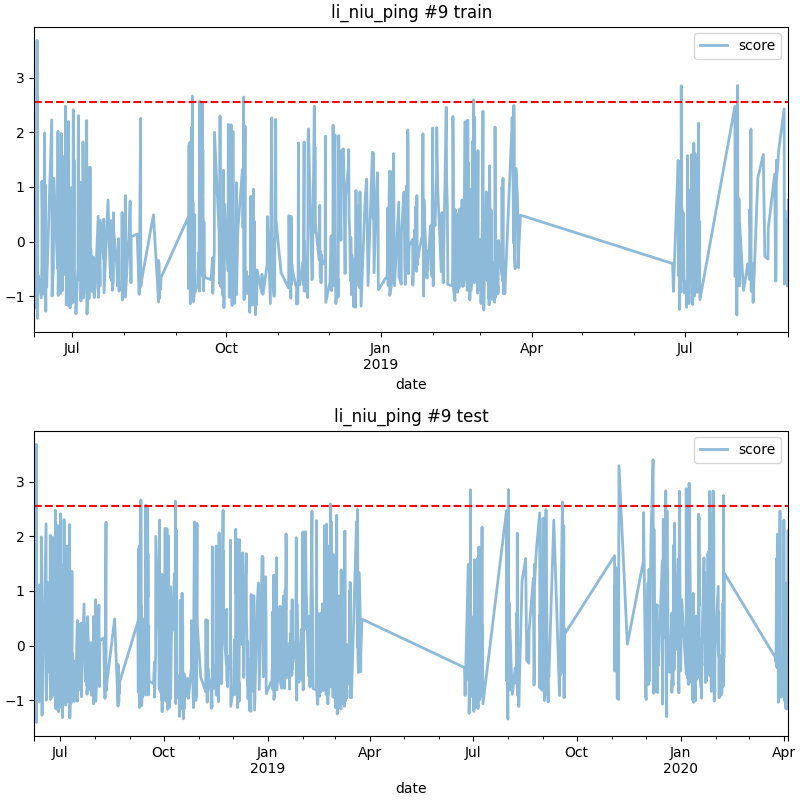 li_niu_ping #9 train
score
3
2
1
0
−1
Jul
Oct
Jan
2019
Apr
Jul
date
li_niu_ping #9 test
score
3
2
1
0
−1
Jul
Oct
Jan
2019
Apr
Jul
Oct
Jan
2020
Apr
date